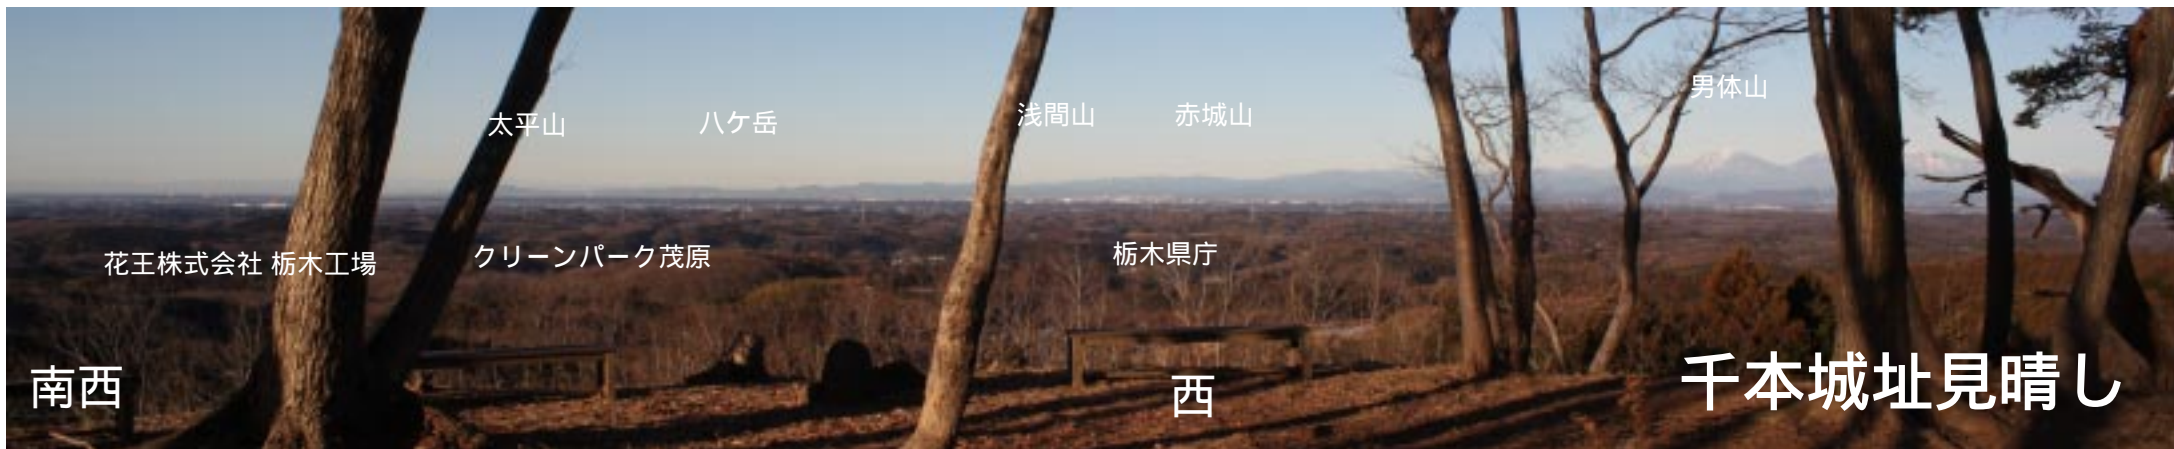 男体山
太平山
八ケ岳
浅間山
赤城山
花王株式会社 栃木工場
クリーンパーク茂原
栃木県庁
南西
西
千本城址見晴し